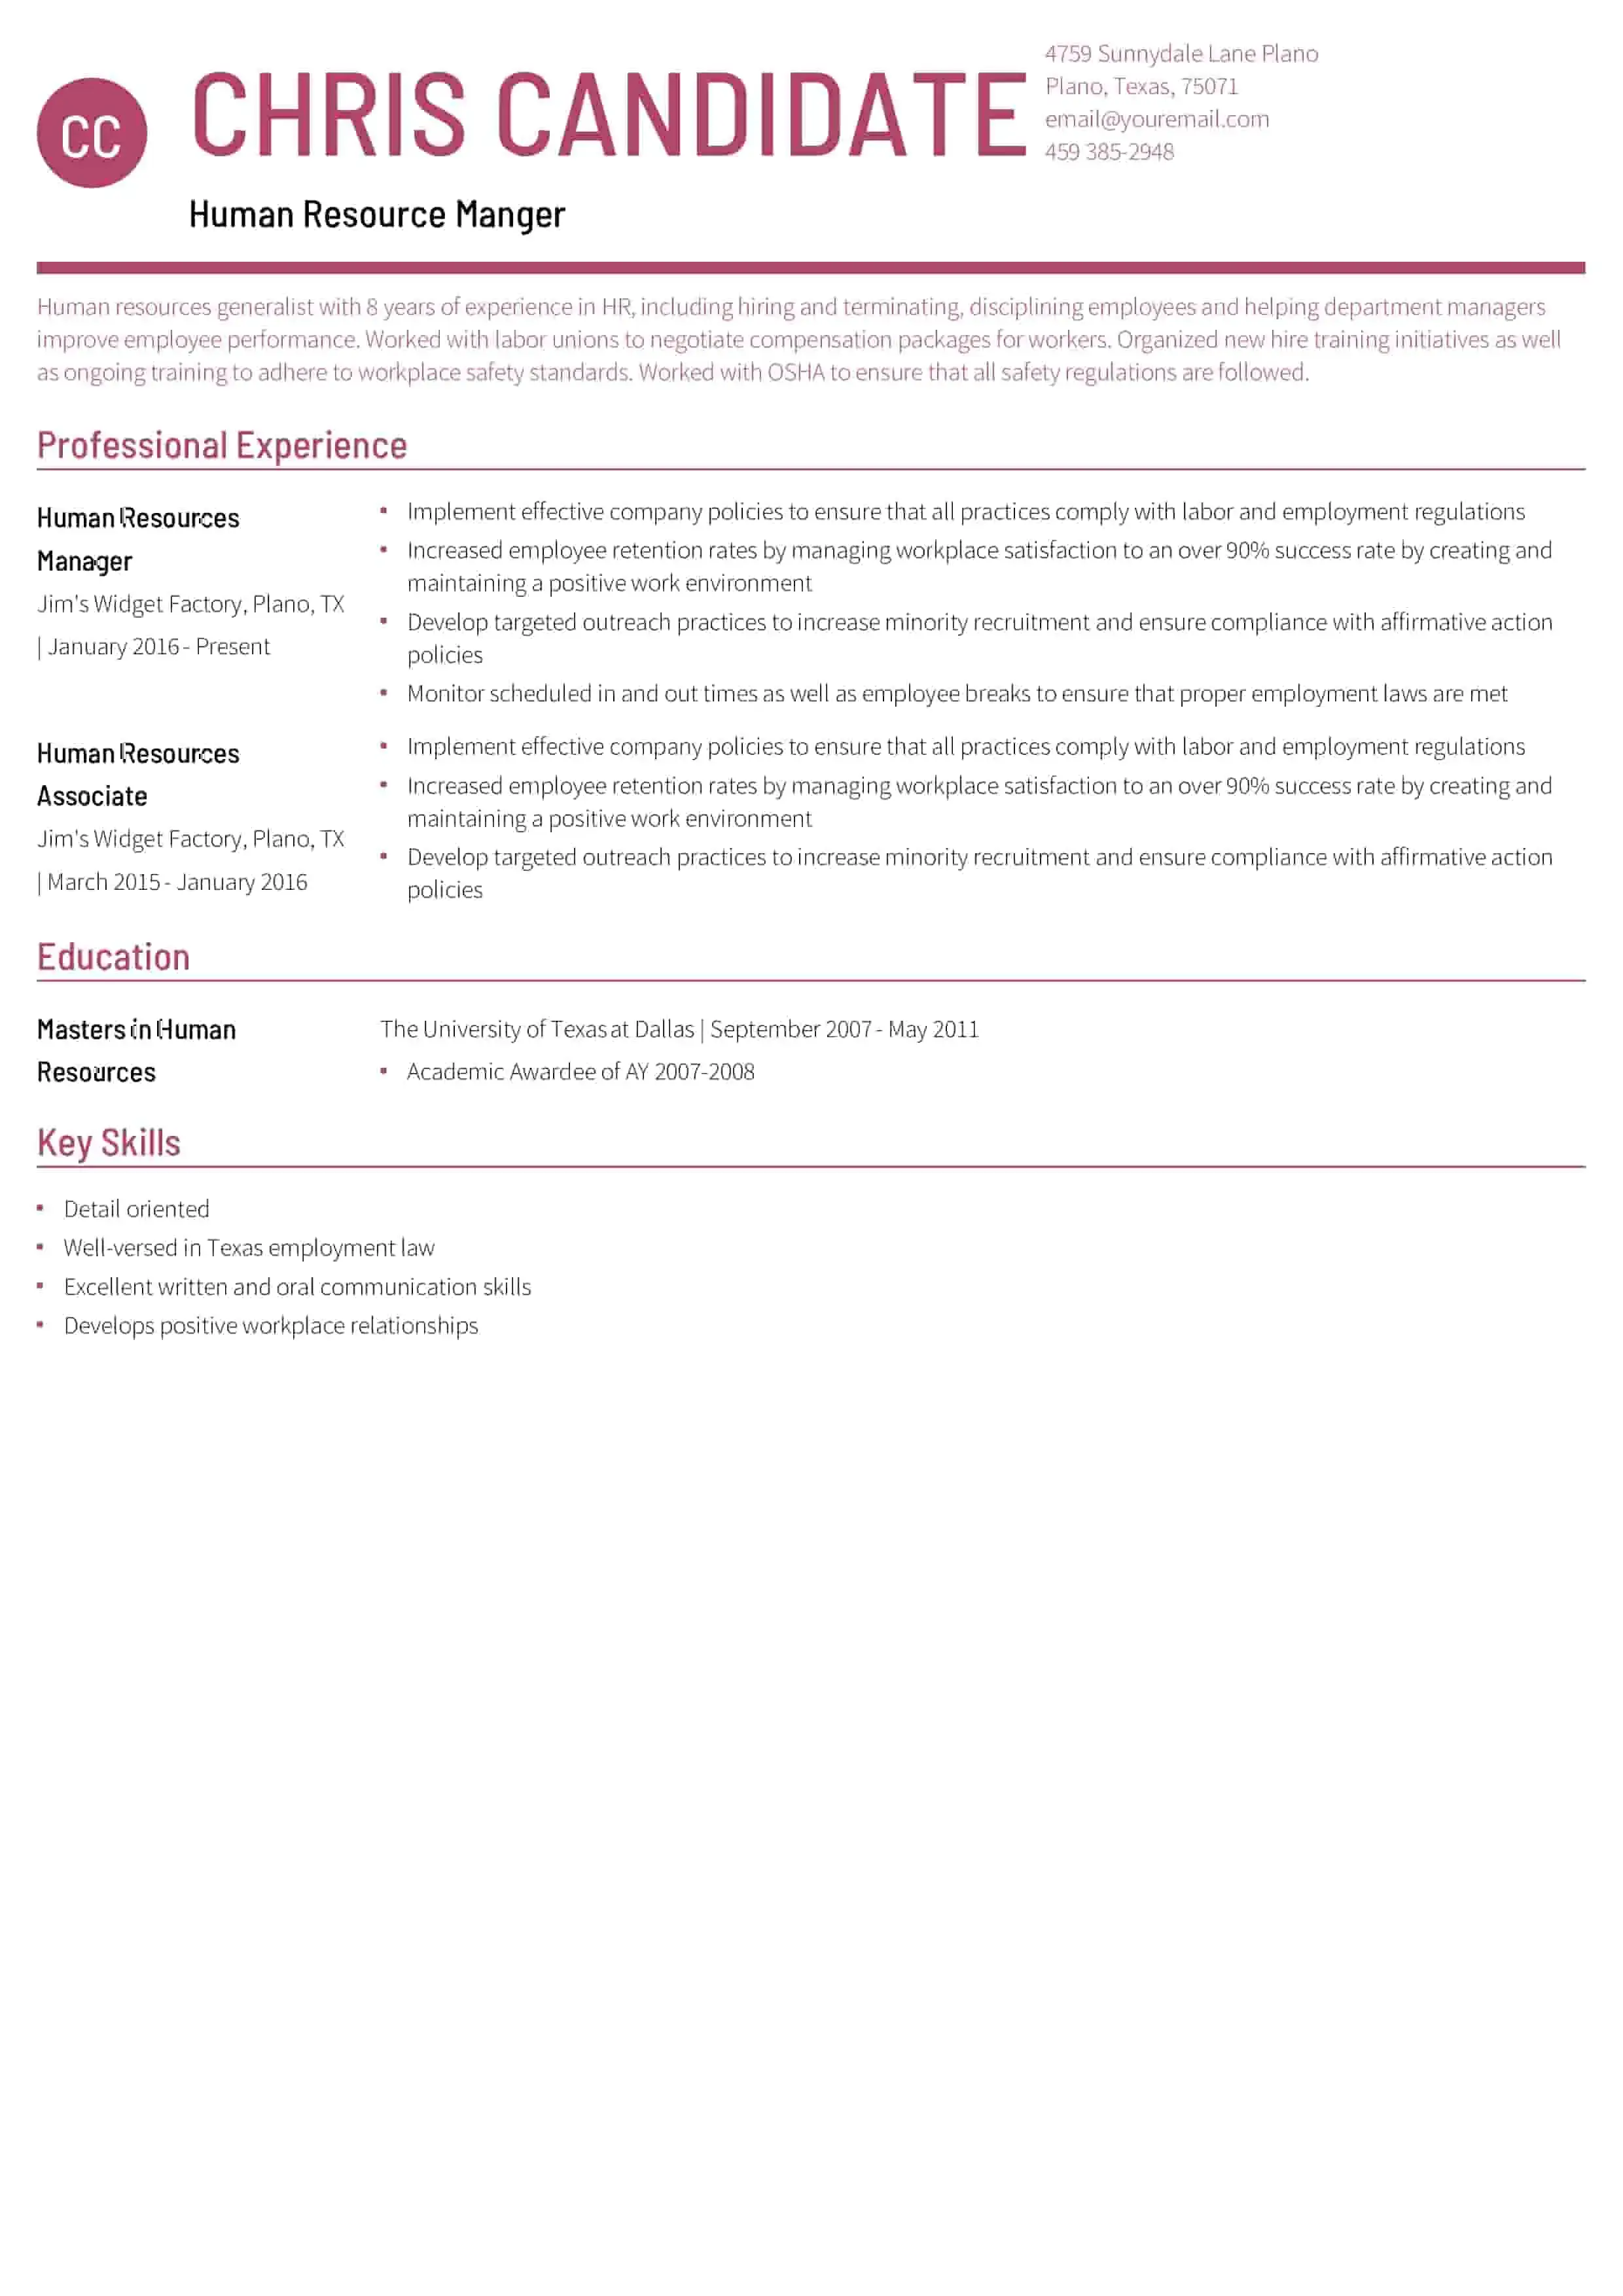 CC
CHRIS CANDIDATE
Human Resource Manger
4759 Sunnydale Lane Plano
Plano, Texas, 75071
email@youremail.com
459 385-2948
Human resources generalist with 8 years of experience in HR, including hiring and terminating, disciplining employees and helping department managers
improve employee performance. Worked with labor unions to negotiate compensation packages for workers. Organized new hire training initiatives as well
as ongoing training to adhere to workplace safety standards. Worked with OSHA to ensure that all safety regulations are followed.
Professional Experience
Human Resources
Manager
Jim's Widget Factory, Plano, TX
| January 2016 - Present
▪ Implement effective company policies to ensure that all practices comply with labor and employment regulations
▪ Increased employee retention rates by managing workplace satisfaction to an over 90% success rate by creating and
maintaining a positive work environment
▪ Develop targeted outreach practices to increase minority recruitment and ensure compliance with affirmative action
policies
▪ Monitor scheduled in and out times as well as employee breaks to ensure that proper employment laws are met
Human Resources
Associate
Jim's Widget Factory, Plano, TX
| March 2015 - January 2016
▪ Implement effective company policies to ensure that all practices comply with labor and employment regulations
▪ Increased employee retention rates by managing workplace satisfaction to an over 90% success rate by creating and
maintaining a positive work environment
▪ Develop targeted outreach practices to increase minority recruitment and ensure compliance with affirmative action
policies
Education
Masters in Human
Resources
The University of Texas at Dallas | September 2007 - May 2011
▪ Academic Awardee of AY 2007-2008
Key Skills
▪ Detail oriented
▪ Well-versed in Texas employment law
▪ Excellent written and oral communication skills
▪ Develops positive workplace relationships